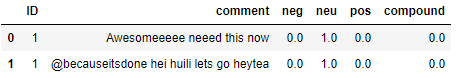 ID comment neg neu pos compound
0 1 Awesomeeeee neeed this now 0.0 1.0 0.0 0.0
1 1 @becauseitsdone hei huili lets go heytea 0.0 1.0 0.0 0.0